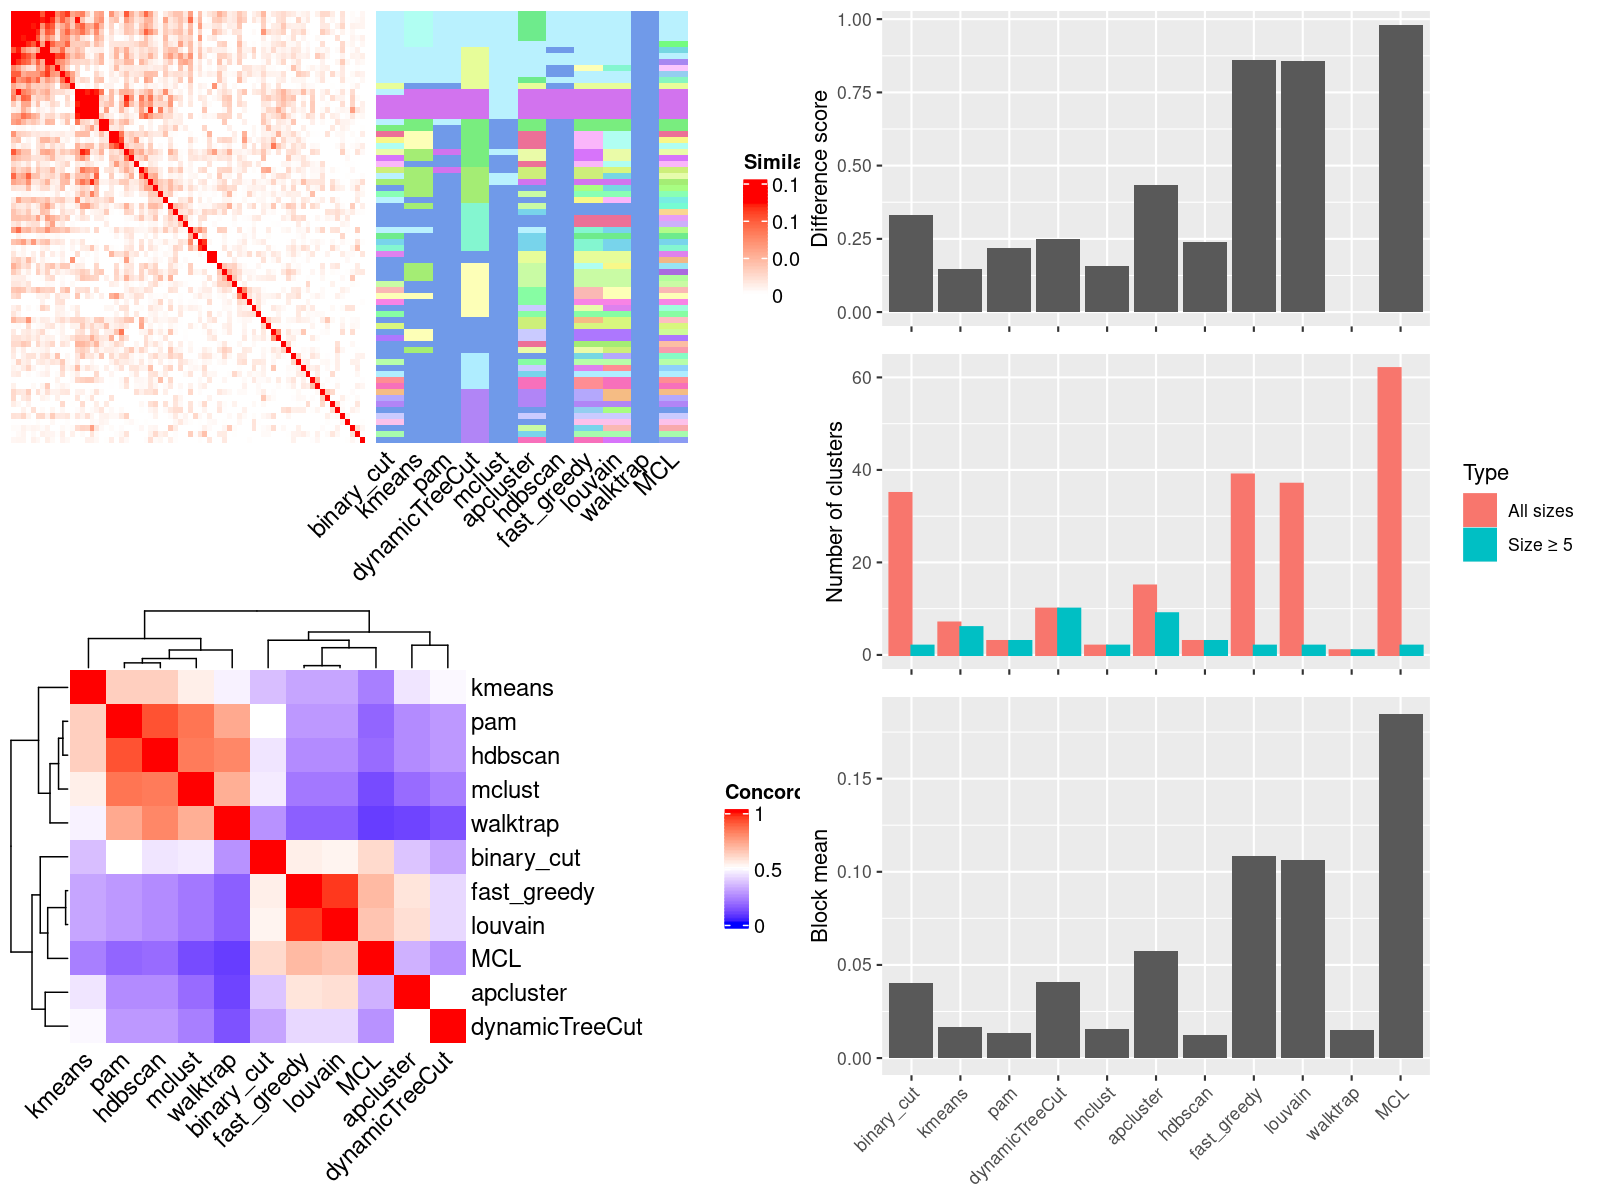 Simila
0.1
0.1
0.0
0
binary_cut
kmeans
pam
dynamicTreeCut
mclust
apcluster
hdbscan
fast_greedy
louvain
walktrap
MCL
kmeans
pam
hdbscan
mclust
walktrap
binary_cut
fast_greedy
louvain
MCL
apcluster
dynamicTreeCut
kmeans
pam
hdbscan
mclust
walktrap
binary_cut
fast_greedy
louvain
MCL
apcluster
dynamicTreeCut
Concord
1
0.5
0
Difference score
1.00
0.75
0.50
0.25
0.00
Number of clusters
60
40
20
0
Type
All sizes
Size ≥ 5
Block mean
0.15
0.10
0.05
0.00
binary_cut
kmeans
pam
dynamicTreeCut
mclust
apcluster
hdbscan
fast_greedy
louvain
walktrap
MCL